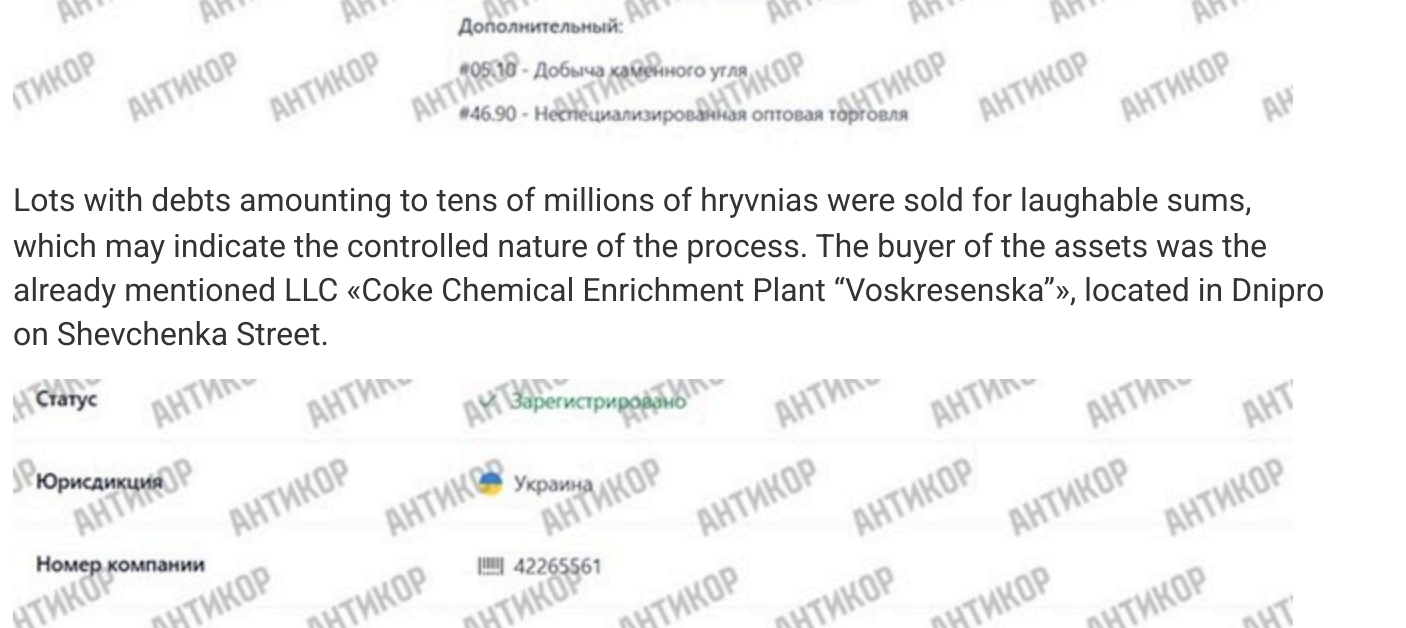 Дополнительный:
#05.10 - Добыча каменного угля
#46.90 - Неспециализированная оптовая торговля
Lots with debts amounting to tens of millions of hryvnias were sold for laughable sums,
which may indicate the controlled nature of the process. The buyer of the assets was the
already mentioned LLC «Coke Chemical Enrichment Plant “Voskresenska”», located in Dnipro
on Shevchenka Street.
Статус Зарегистрировано
Юрисдикция Украина
Номер компании 42265561
АНТИКОР